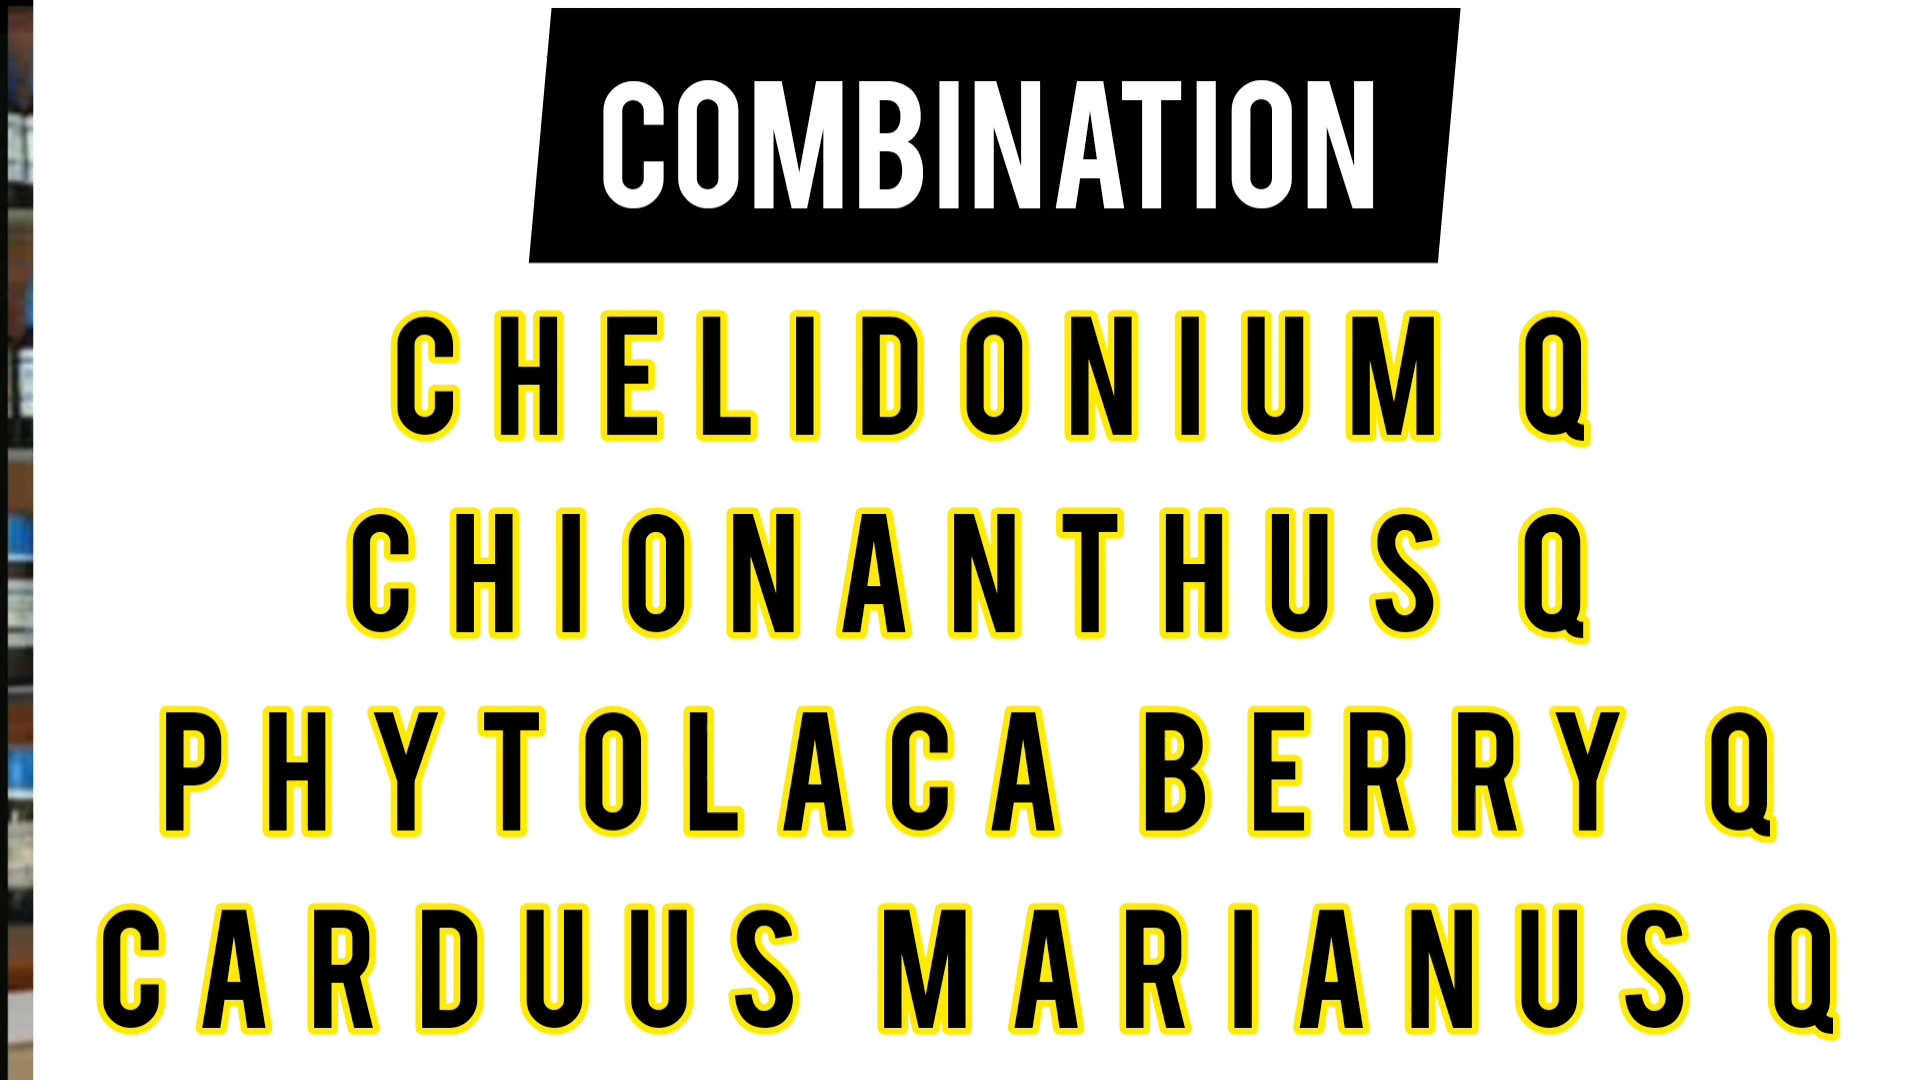 COMBINATION
CHELIDONIUM Q
CHIONANTHUS Q
PHYTOLACA BERRY Q
CARDUUS MARIANUS Q